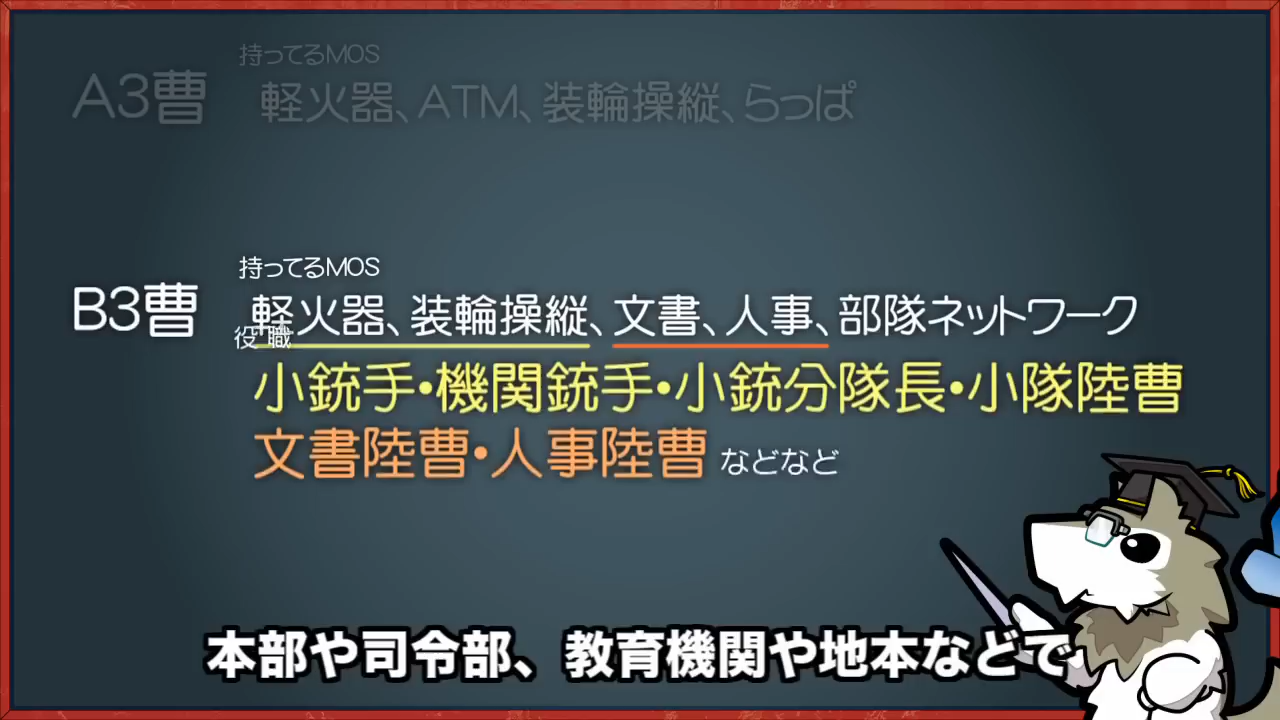 持ってるMOS
A3曹 軽火器、ATM、装輪操縦、らっぱ
持ってるMOS
B3曹 軽火器、装輪操縦、文書、人事、部隊ネットワーク
役職
小銃手・機関銃手・小銃分隊長・小隊陸曹
文書陸曹・人事陸曹 などなど
本部や司令部、教育機関や地本などで